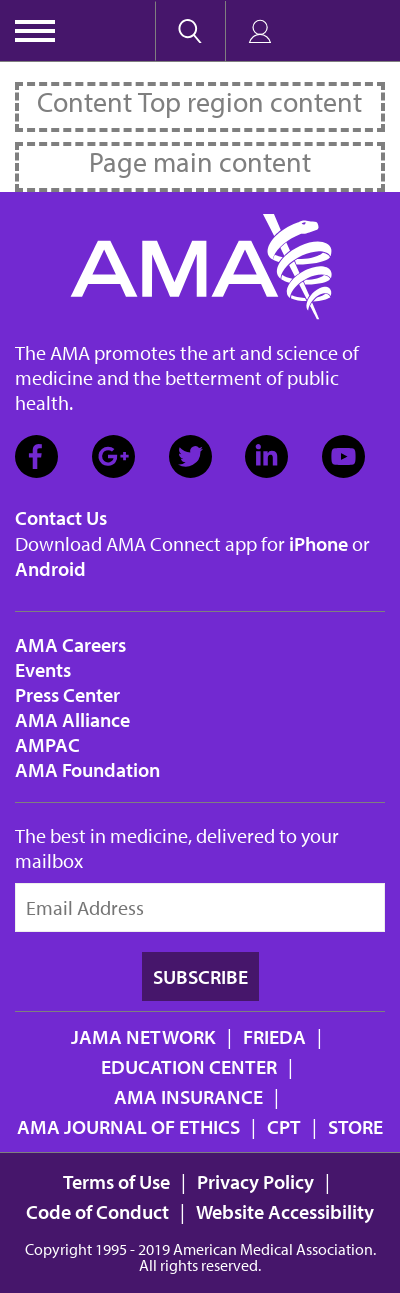 Content Top region content
Page main content
AMA
The AMA promotes the art and science of
medicine and the betterment of public
health.
Contact Us
Download AMA Connect app for iPhone or
Android
AMA Careers
Events
Press Center
AMA Alliance
AMPAC
AMA Foundation
The best in medicine, delivered to your
mailbox
Email Address
SUBSCRIBE
JAMA NETWORK | FRIEDA |
EDUCATION CENTER |
AMA INSURANCE |
AMA JOURNAL OF ETHICS | CPT | STORE
Terms of Use | Privacy Policy |
Code of Conduct | Website Accessibility
Copyright 1995 - 2019 American Medical Association.
All rights reserved.